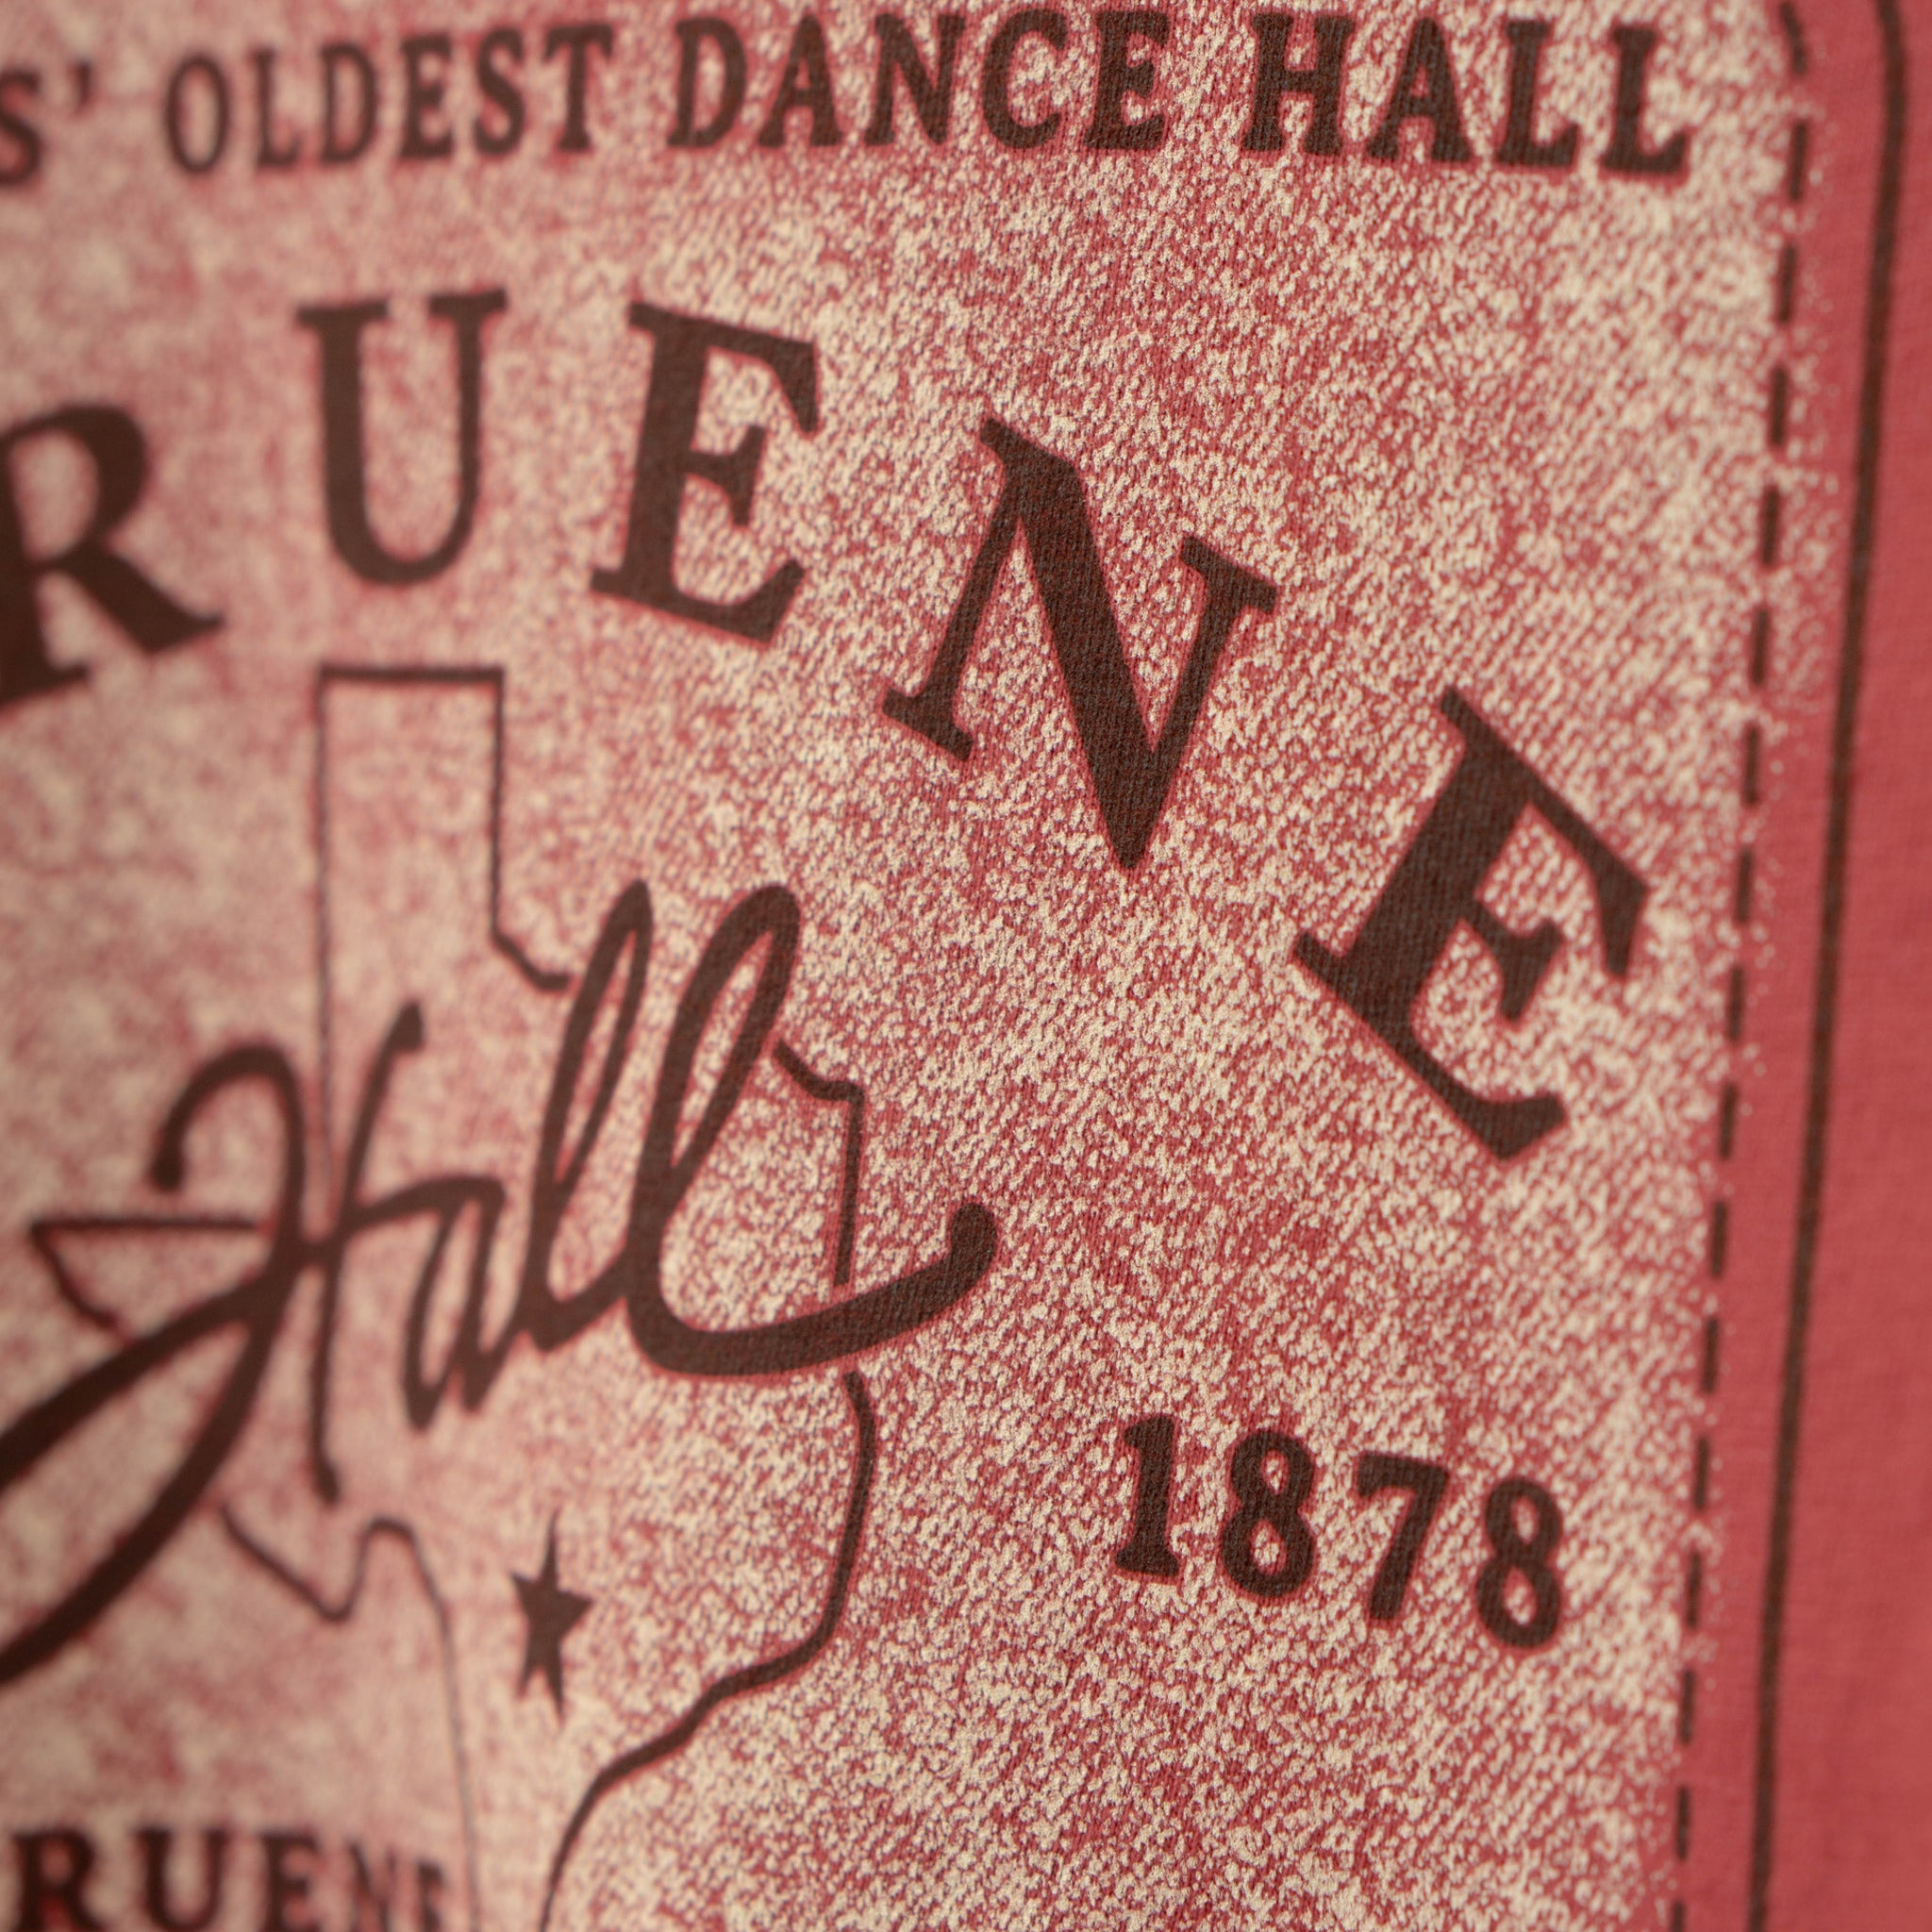 S' OLDEST DANCE HALL
RUENE
Hall
1878
RUENE